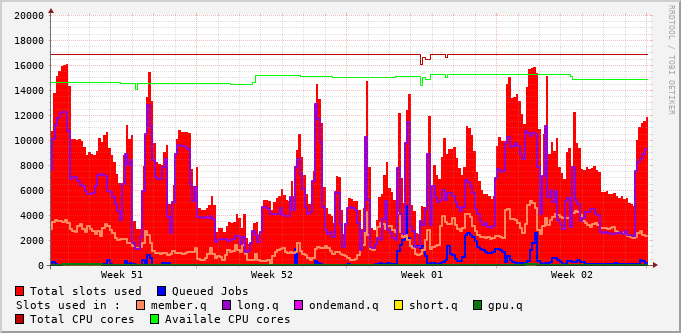 20000
18000
16000
14000
12000
10000
8000
6000
4000
2000
0
Week 51 Week 52 Week 01 Week 02
RRDTOOL / TOBI OETIKER
Total slots used Queued Jobs
Slots used in : member.q long.q ondemand.q short.q gpu.q
Total CPU cores Availale CPU cores